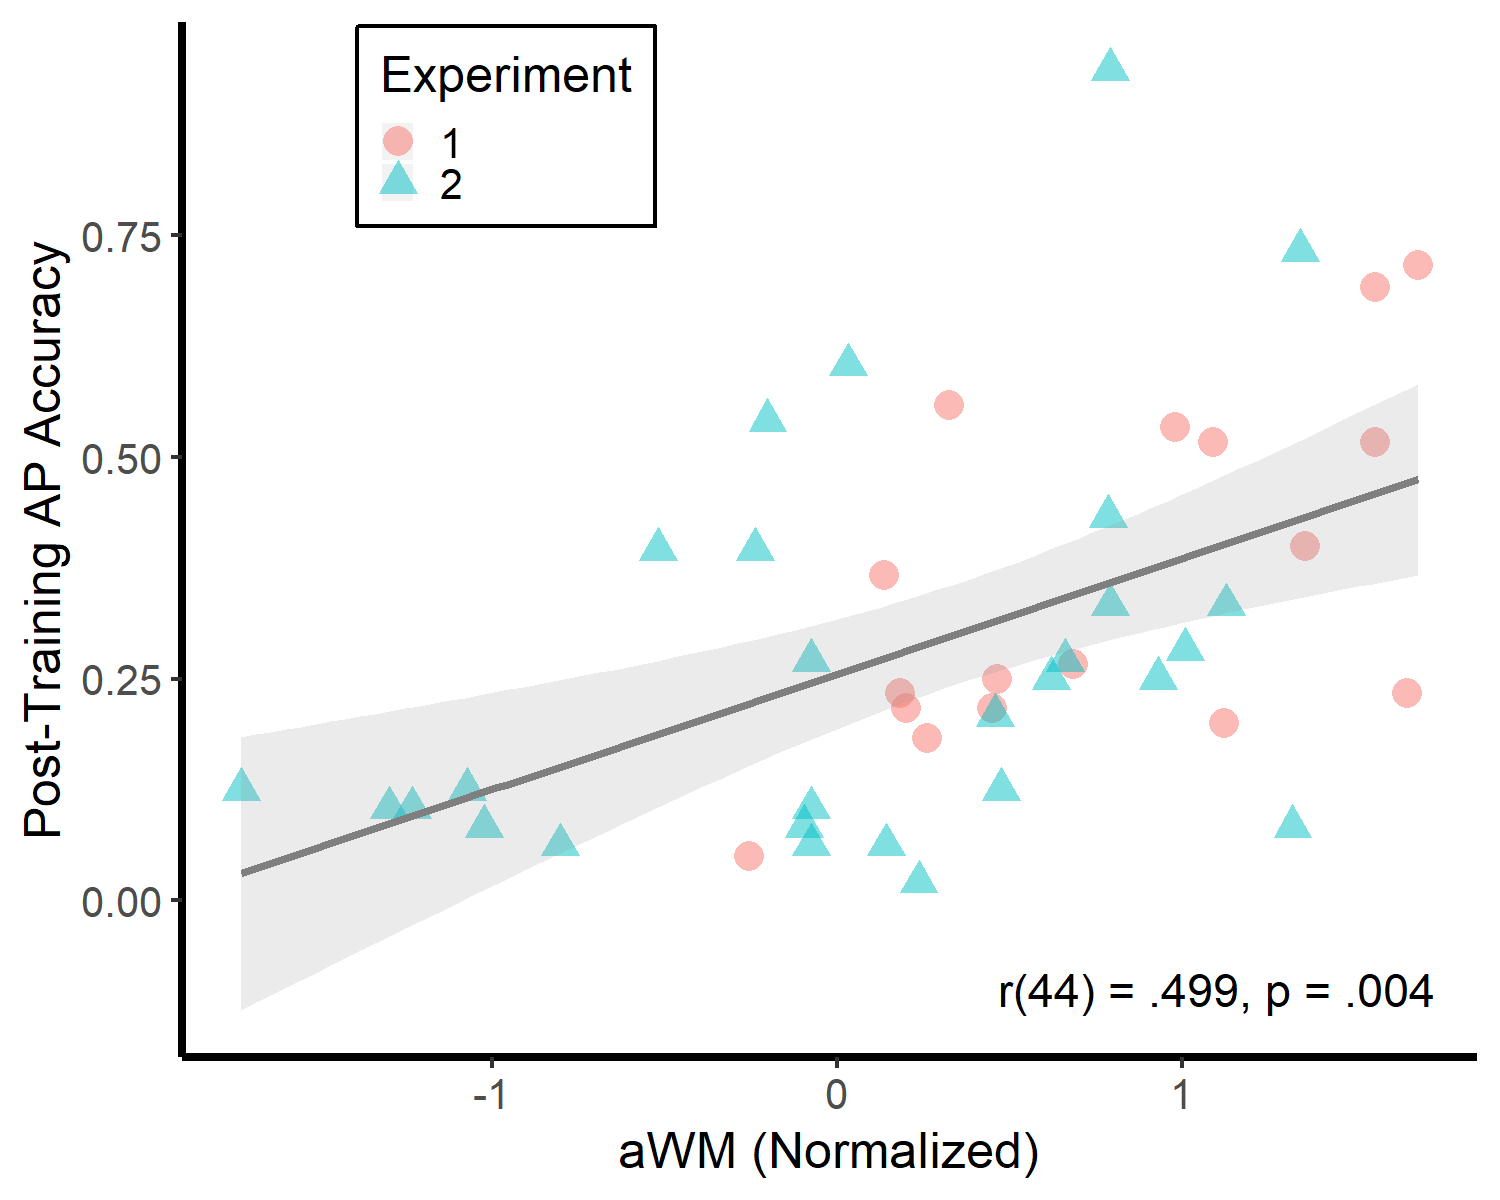 Experiment
1
2
Post-Training AP Accuracy
0.75
0.50
0.25
0.00
r(44) = .499, p = .004
-1
0
1
aWM (Normalized)